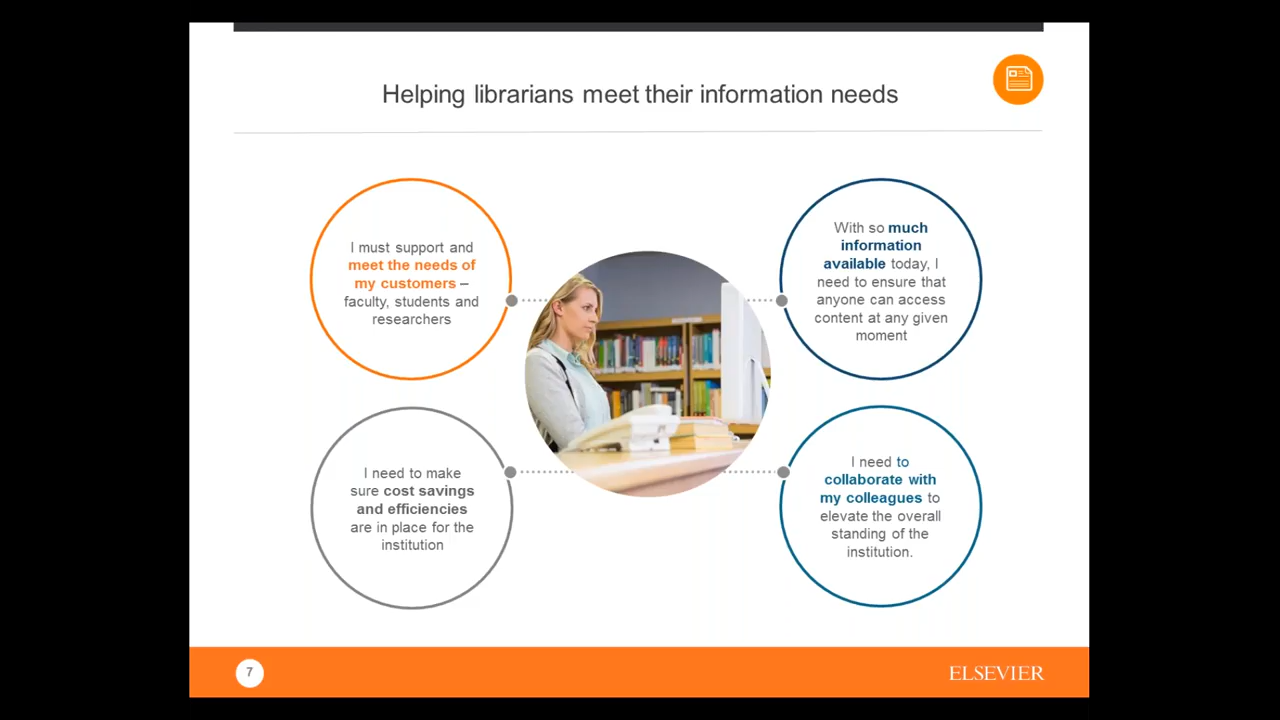 Helping librarians meet their information needs
I must support and
meet the needs of
my customers –
faculty, students and
researchers
With so much
information
available today, I
need to ensure that
anyone can access
content at any given
moment
I need to make
sure cost savings
and efficiencies
are in place for the
institution
I need to
collaborate with
my colleagues to
elevate the overall
standing of the
institution.
7
ELSEVIER